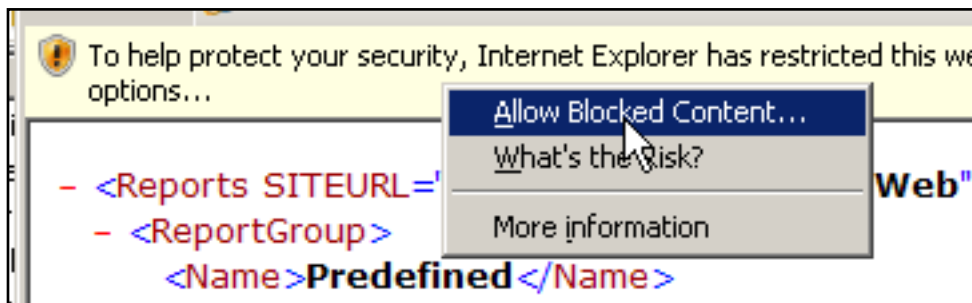 To help protect your security, Internet Explorer has restricted this we
options...
Allow Blocked Content...
What's the Risk?
- <Reports SITEURL=" Web"
More information
- <ReportGroup>
<Name>Predefined</Name>